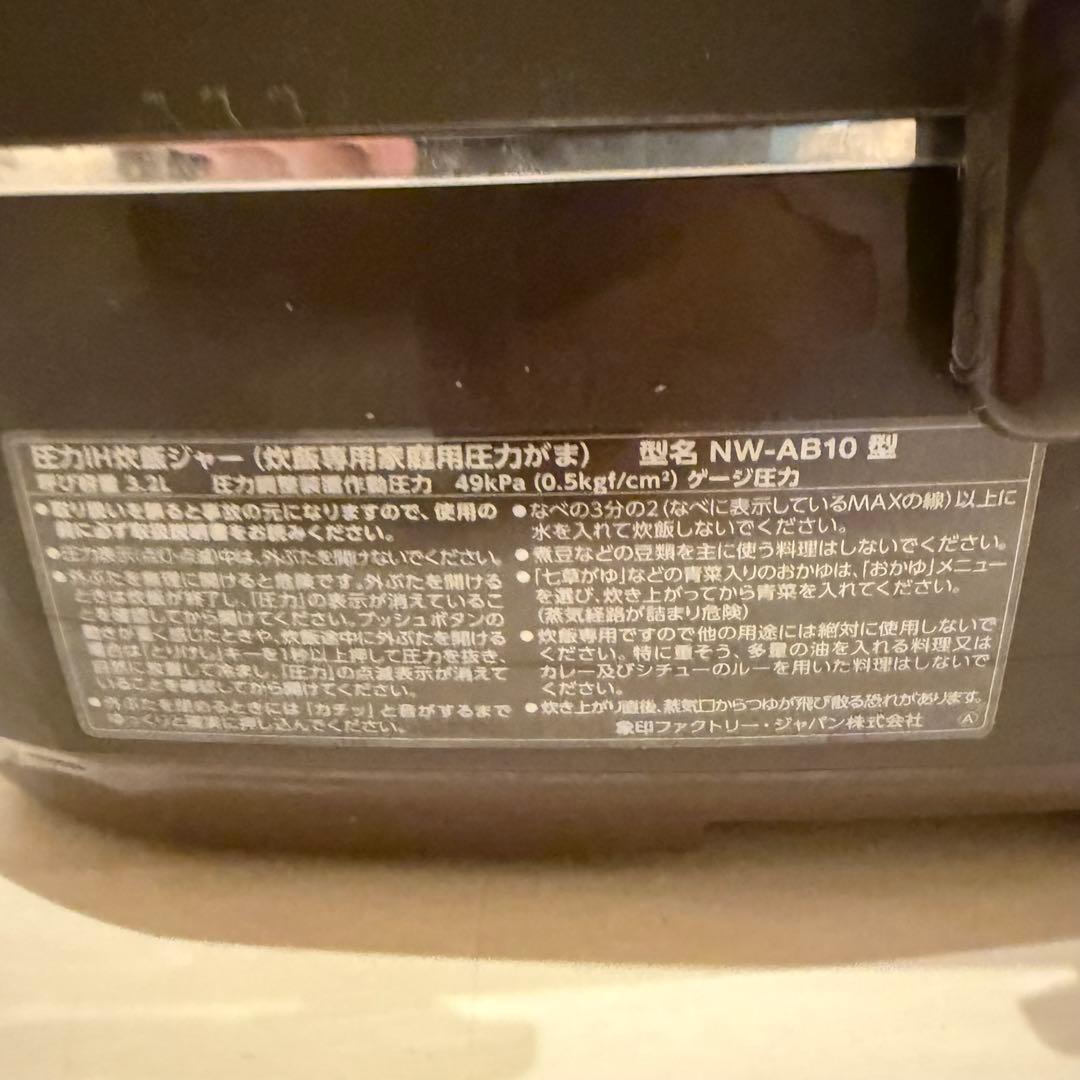 圧力IH炊飯ジャー (炊飯専用家庭用圧力がま) 型名 NW-AB10 型
呼び容量 3.2L 圧力調整装置作動圧力 49kPa (0.5kgf/cm²) ゲージ圧力
●取り扱いを誤ると事故の元になりますので、使用の
前に必ず取扱説明書をお読みください。
●圧力表示(点灯・点滅)中は、外ぶたを開けないでください。
●外ぶたを無理に開けると危険です。外ぶたを開ける
ときは炊飯が終了し、「圧力」の表示が消えているこ
とを確認してから開けてください。プッシュボタンの
動きが重く感じたときや、炊飯途中に外ぶたを開ける
場合は「とりけし」キーを1秒以上押して圧力を抜き、
自然に放置して冷まし、「圧力」の点滅表示が消えて
いることを確認してから開けてください。
●外ぶたを閉めるときには「カチッ」と音がするまで
ゆっくりと確実に押し込んでください。
●なべの3分の2(なべに表示しているMAXの線)以上に
水を入れて炊飯しないでください。
●煮豆などの豆類を主に使う料理はしないでください。
●「七草がゆ」などの青菜入りのおかゆは、「おかゆ」メニュー
を選び、炊き上がってから青菜を入れてください。
(蒸気経路が詰まり危険)
●炊飯専用ですので他の用途には絶対に使用しないで
ください。特に重そう、多量の油を入れる料理又は
カレー及びシチューのルーを用いた料理はしないで
ください。
●炊き上がり直後、蒸気口からつゆが飛び散る恐れがあります。
象印ファクトリー・ジャパン株式会社 Ⓐ